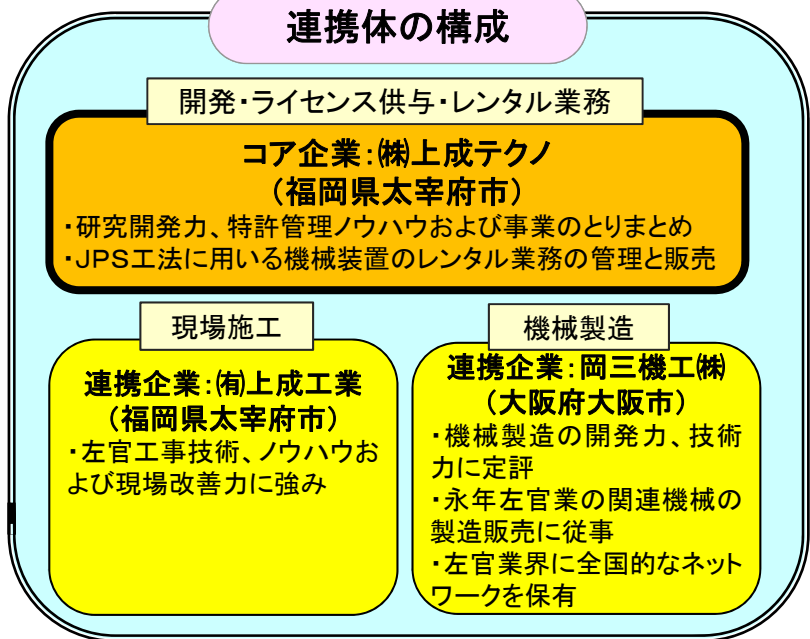 連携体の構成
開発・ライセンス供与・レンタル業務
コア企業：㈱上成テクノ
（福岡県太宰府市）
・研究開発力、特許管理ノウハウおよび事業のとりまとめ
・JPS工法に用いる機械装置のレンタル業務の管理と販売
現場施工
連携企業：㈲上成工業
（福岡県太宰府市）
・左官工事技術、ノウハウお
よび現場改善力に強み
機械製造
連携企業：岡三機工㈱
（大阪府大阪市）
・機械製造の開発力、技術
力に定評
・永年左官業の関連機械の
製造販売に従事
・左官業界に全国的なネット
ワークを保有